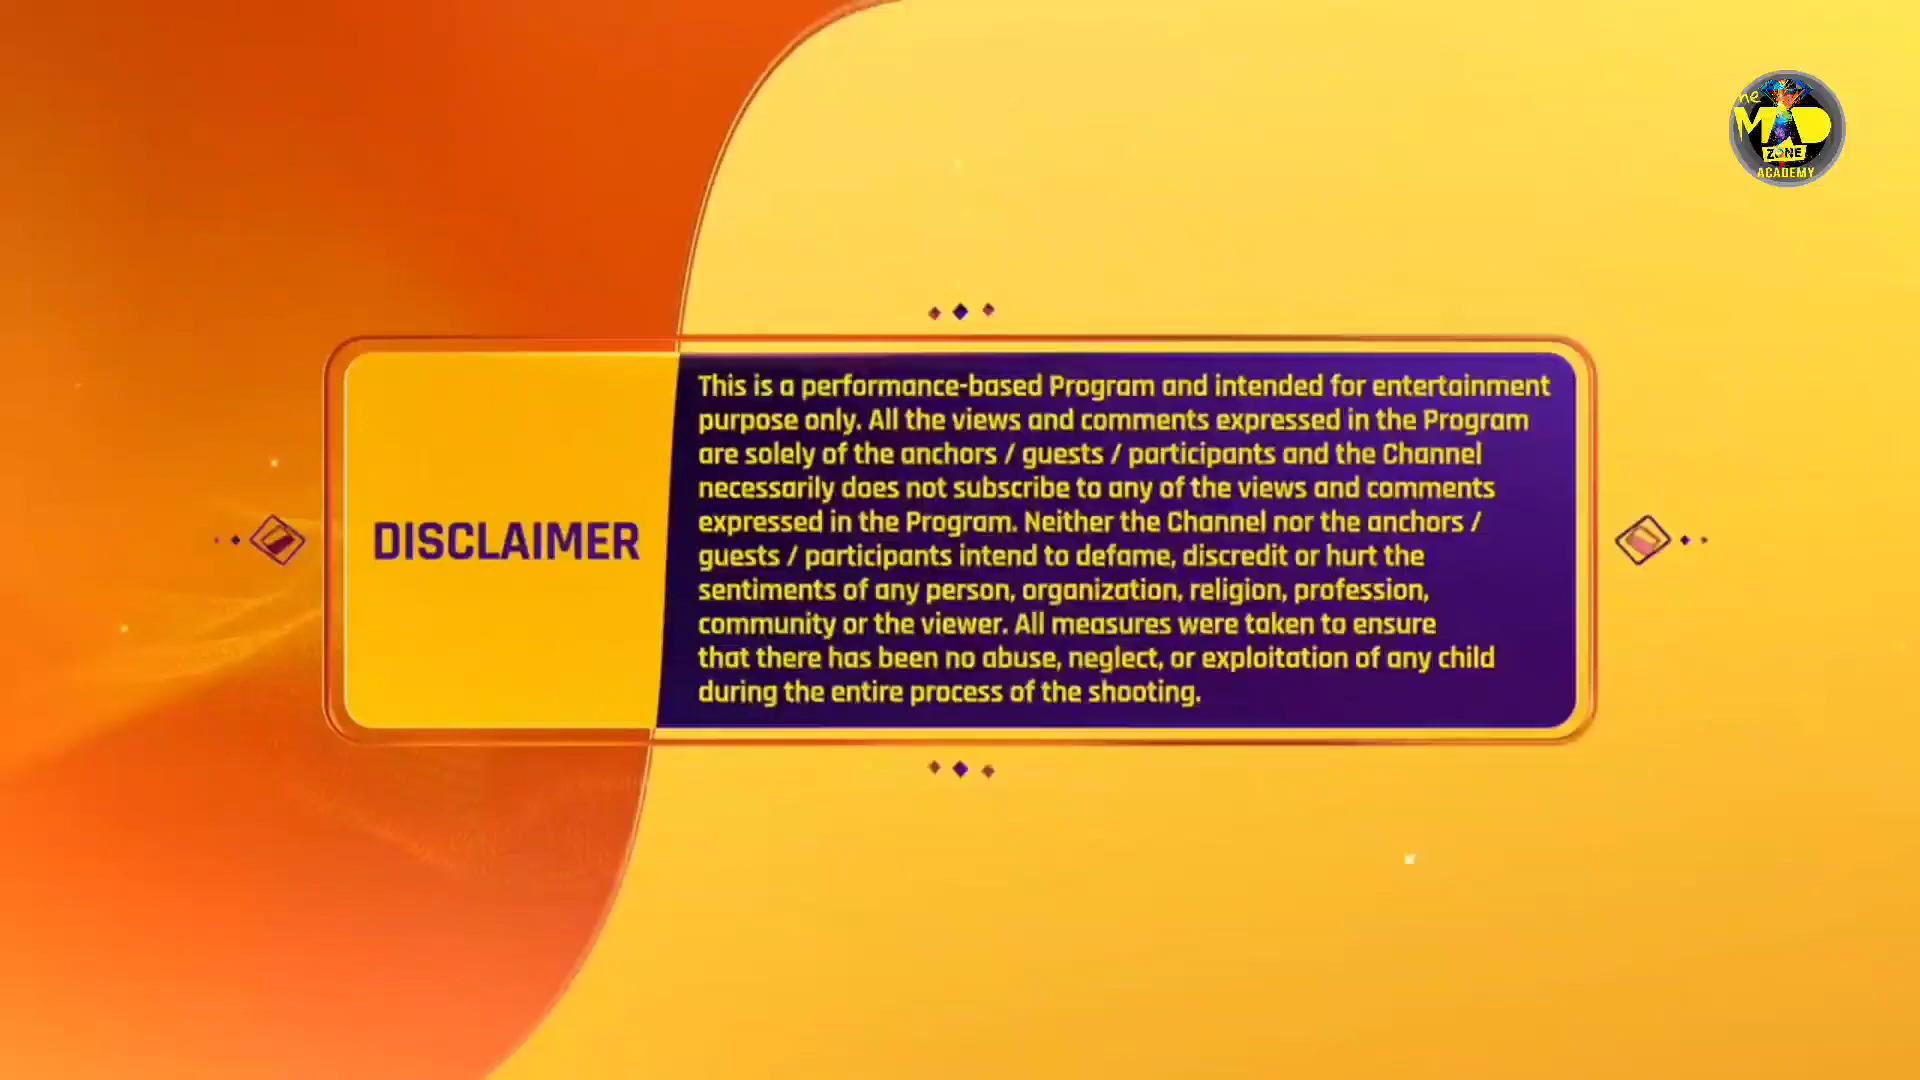 he
MAD
ZONE
ACADEMY
DISCLAIMER
This is a performance-based Program and intended for entertainment
purpose only. All the views and comments expressed in the Program
are solely of the anchors / guests / participants and the Channel
necessarily does not subscribe to any of the views and comments
expressed in the Program. Neither the Channel nor the anchors /
guests / participants intend to defame, discredit or hurt the
sentiments of any person, organization, religion, profession,
community or the viewer. All measures were taken to ensure
that there has been no abuse, neglect, or exploitation of any child
during the entire process of the shooting.